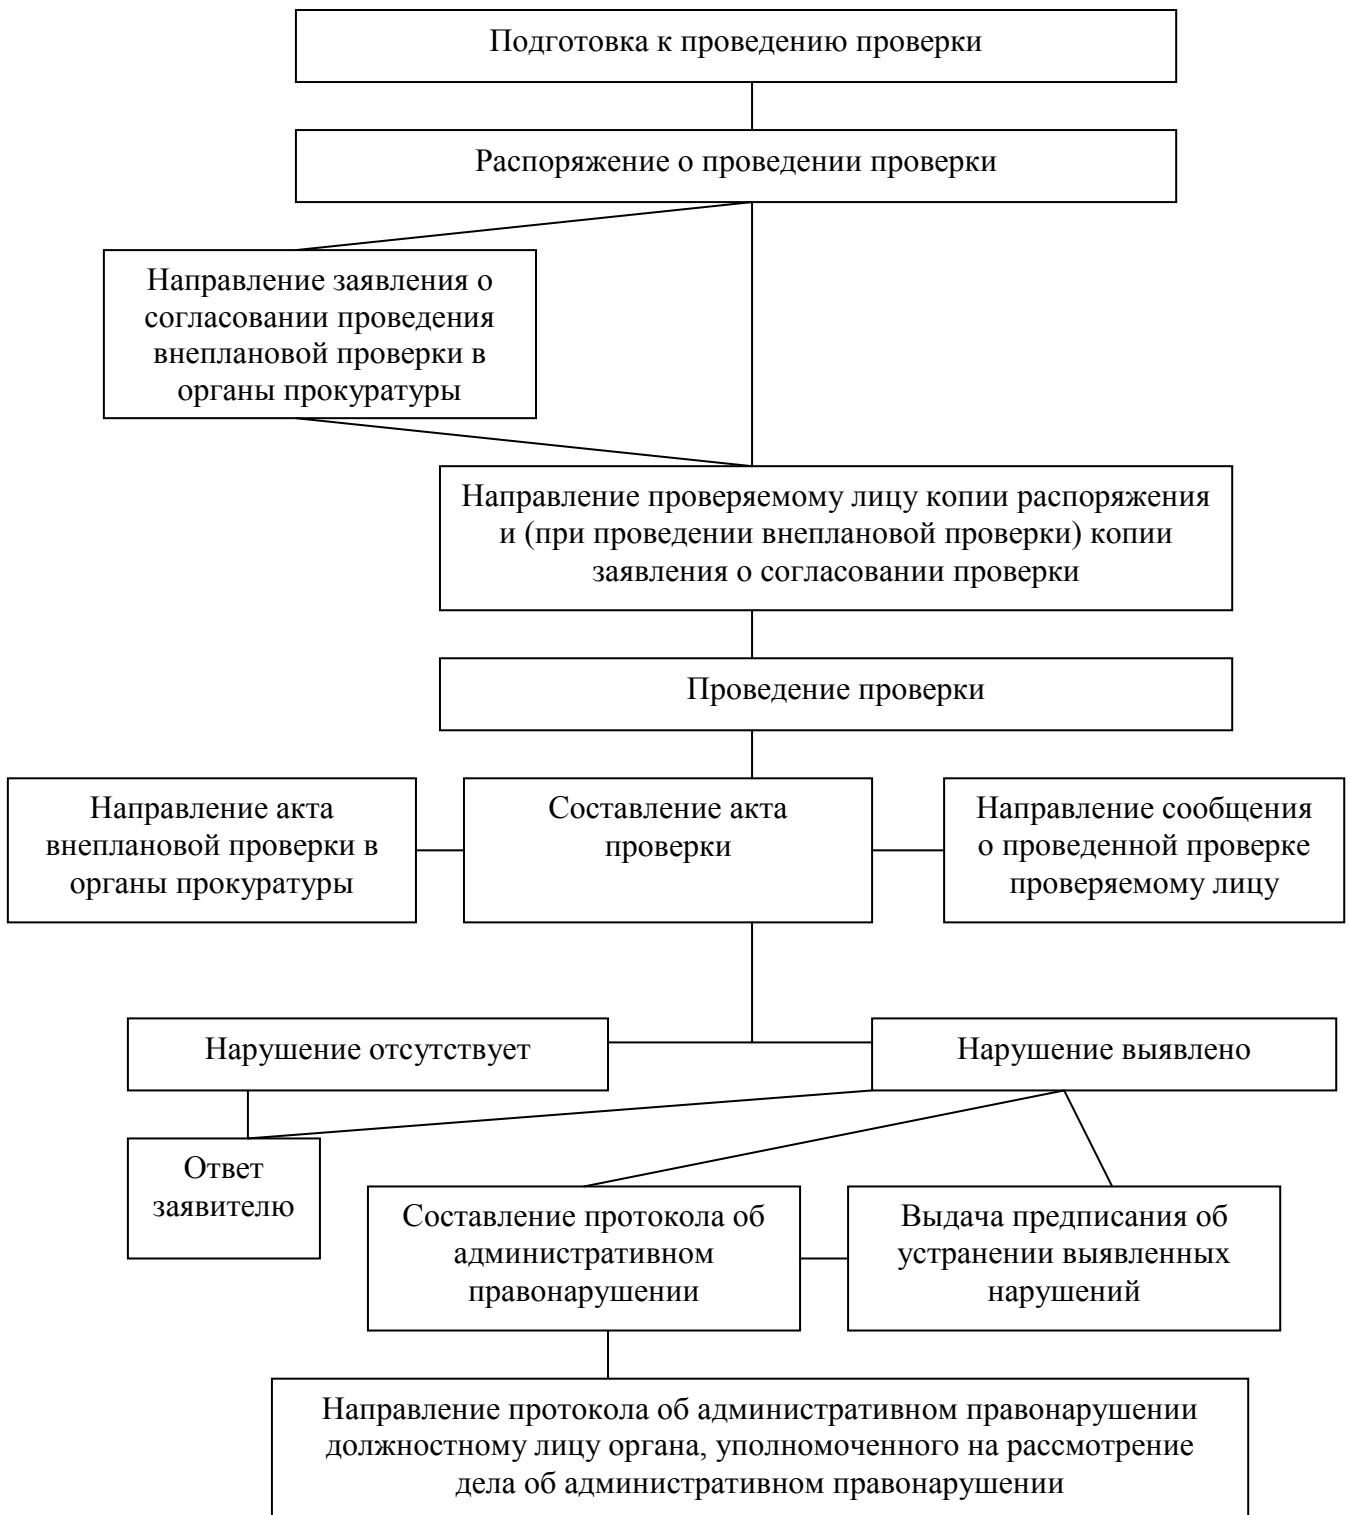 Подготовка к проведению проверки
Распоряжение о проведении проверки
Направление заявления о
согласовании проведения
внеплановой проверки в
органы прокуратуры
Направление проверяемому лицу копии распоряжения
и (при проведении внеплановой проверки) копии
заявления о согласовании проверки
Проведение проверки
Направление акта
внеплановой проверки в
органы прокуратуры
Составление акта
проверки
Направление сообщения
о проведенной проверке
проверяемому лицу
Нарушение отсутствует
Нарушение выявлено
Ответ
заявителю
Составление протокола об
административном
правонарушении
Выдача предписания об
устранении выявленных
нарушений
Направление протокола об административном правонарушении
должностному лицу органа, уполномоченного на рассмотрение
дела об административном правонарушении